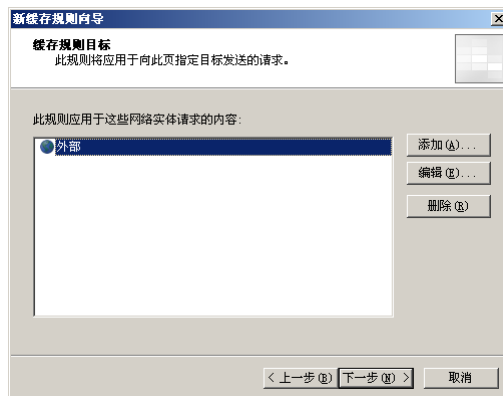 新缓存规则向导
缓存规则目标
此规则将应用于向此页指定目标发送的请求。
此规则应用于这些网络实体请求的内容:
外部
添加(A)...
编辑(E)...
删除(R)
< 上一步(B)
下一步(N) >
取消